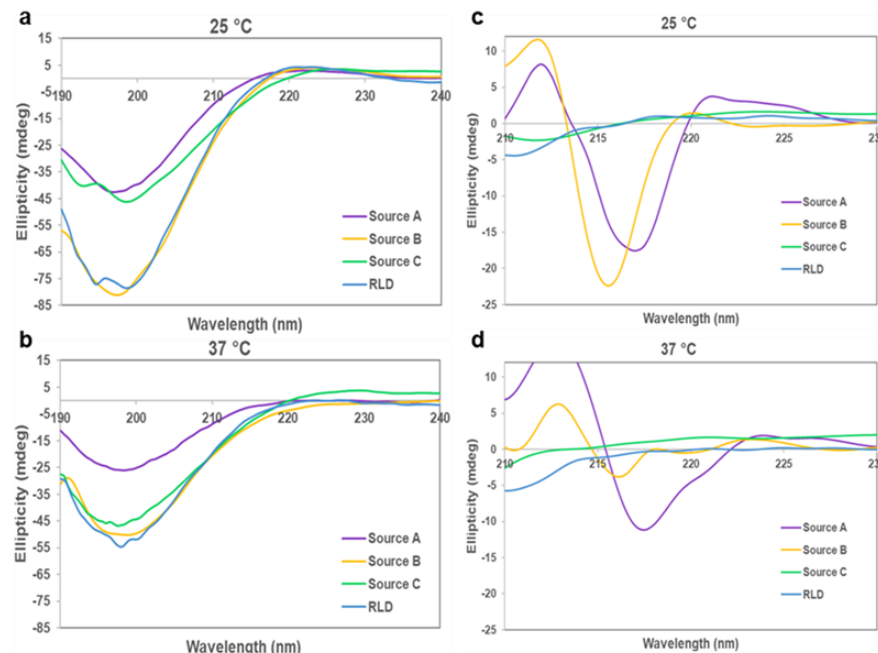 a
25 °C
15
5
-5
-15
-25
-35
-45
-55
-65
-75
-85
190 200 210 220 230 240
Ellipticity (mdeg)
Source A
Source B
Source C
RLD
Wavelength (nm)
c
25 °C
10
5
0
-5
-10
-15
-20
-25
210 215 220 225 230
Ellipticity (mdeg)
Source A
Source B
Source C
RLD
Wavelength (nm)
b
37 °C
15
5
-5
-15
-25
-35
-45
-55
-65
-75
-85
190 200 210 220 230 240
Ellipticity (mdeg)
Source A
Source B
Source C
RLD
Wavelength (nm)
d
37 °C
10
5
0
-5
-10
-15
-20
-25
210 215 220 225 230
Ellipticity (mdeg)
Source A
Source B
Source C
RLD
Wavelength (nm)